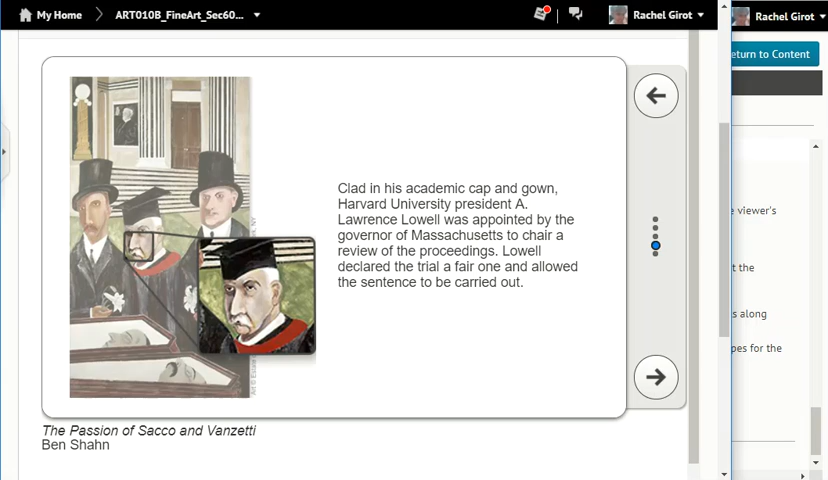 My Home
ART010B_FineArt_Sec60...
Rachel Girot
Rachel Girot
eturn to Content
Clad in his academic cap and gown,
Harvard University president A.
Lawrence Lowell was appointed by the
governor of Massachusetts to chair a
review of the proceedings. Lowell
declared the trial a fair one and allowed
the sentence to be carried out.
The Passion of Sacco and Vanzetti
Ben Shahn
e viewer's
t the
s along
pes for the